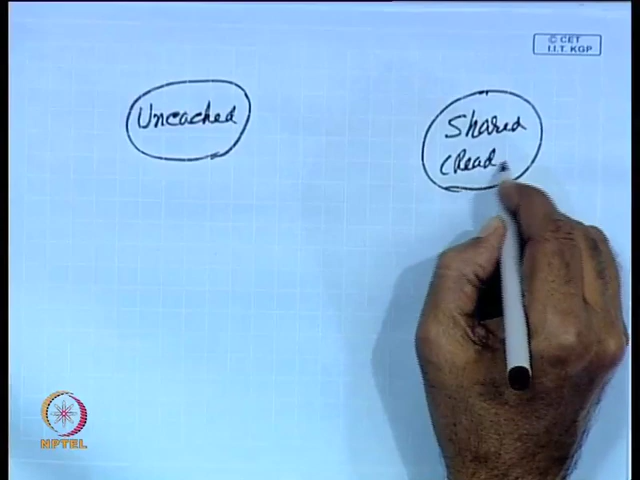 © CET
I.I.T. KGP
Uncached
Shared
(Read
NPTEL